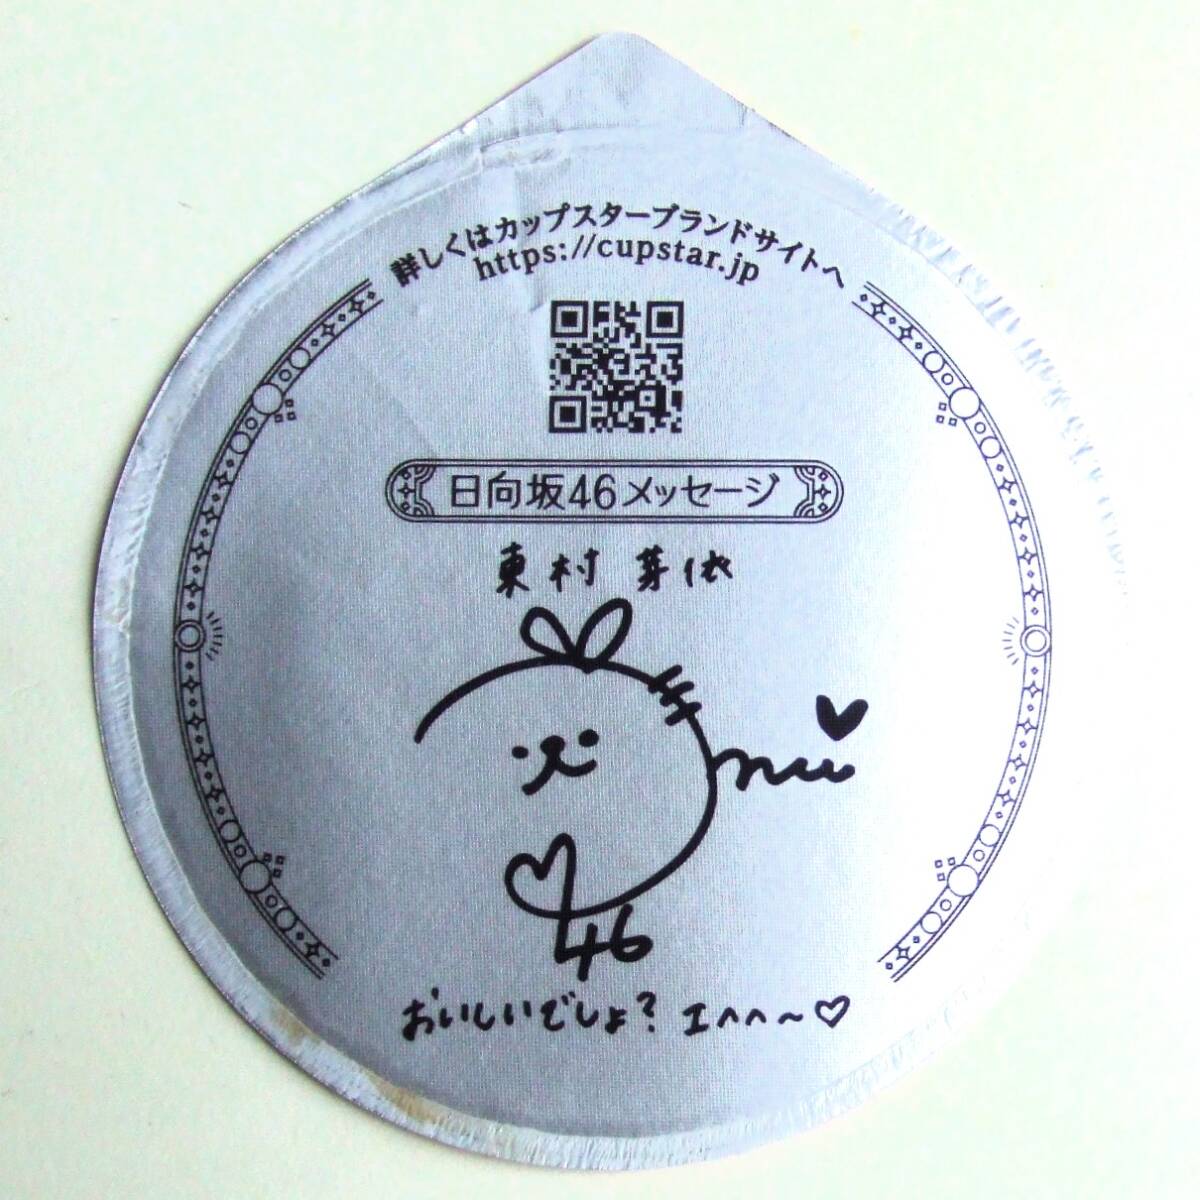 詳しくはカップスターブランドサイトへ
https://cupstar.jp
日向坂46メッセージ
東村 芽依
mii
46
おいしいでしょ? エヘヘ~♡